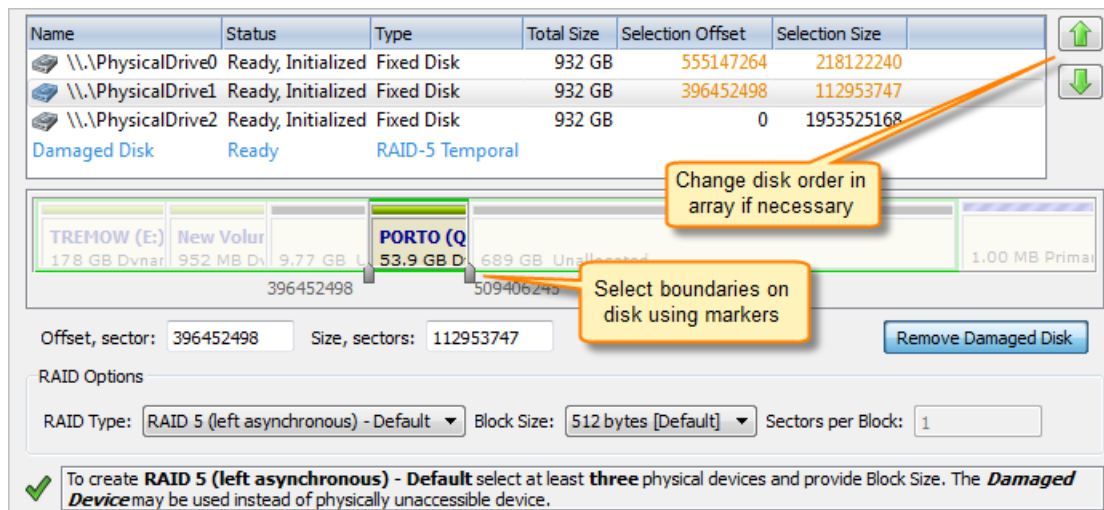 Name Status Type Total Size Selection Offset Selection Size
\\.\PhysicalDrive0 Ready, Initialized Fixed Disk 932 GB 555147264 218122240
\\.\PhysicalDrive1 Ready, Initialized Fixed Disk 932 GB 396452498 112953747
\\.\PhysicalDrive2 Ready, Initialized Fixed Disk 932 GB 0 1953525168
Damaged Disk Ready RAID-5 Temporal
Change disk order in
array if necessary
TREMOW (E:) New Volur PORTO (Q
178 GB Dynar 952 MB Dy 9.77 GB U 53.9 GB D 689 GB Unallocated 1.00 MB Primar
396452498 509406245
Select boundaries on
disk using markers
Offset, sector: 396452498 Size, sectors: 112953747 Remove Damaged Disk
RAID Options
RAID Type: RAID 5 (left asynchronous) - Default Block Size: 512 bytes [Default] Sectors per Block: 1
To create RAID 5 (left asynchronous) - Default select at least three physical devices and provide Block Size. The Damaged
Device may be used instead of physically unaccessible device.